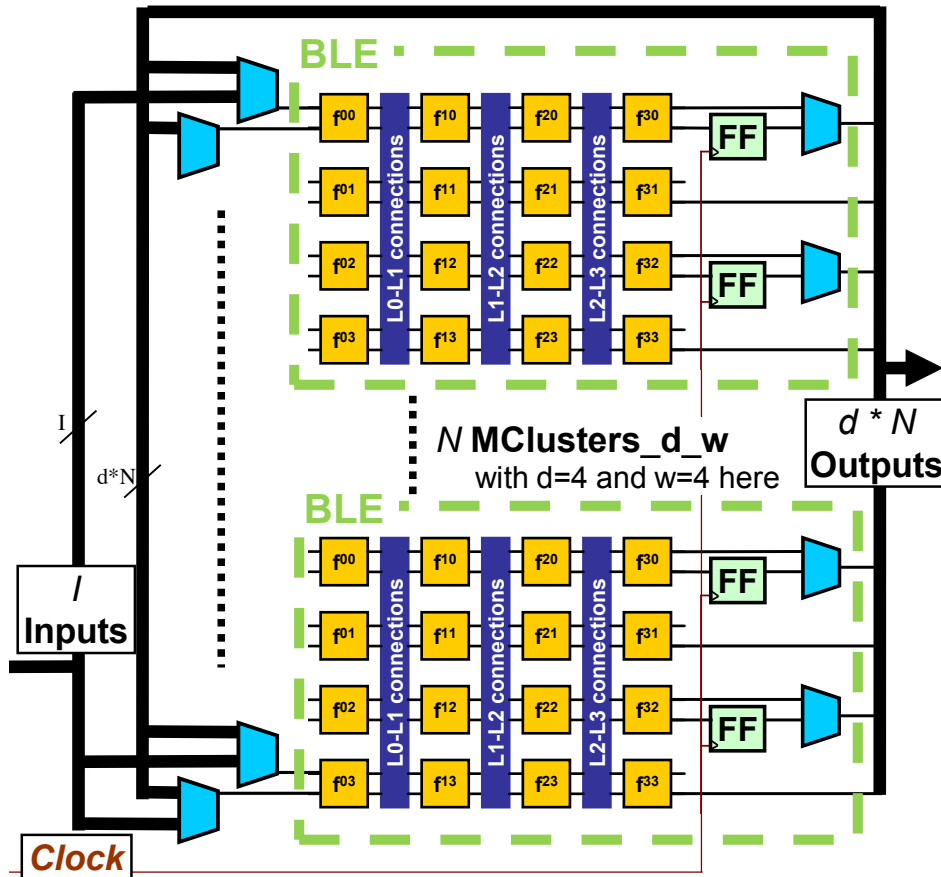 BLE
f00 L0-L1 connections f10 L1-L2 connections f20 L2-L3 connections f30 FF
f01 f11 f21 f31
f02 f12 f22 f32 FF
f03 f13 f23 f33
I
d*N
N MClusters_d_w
with d=4 and w=4 here
d * N
Outputs
BLE
f00 L0-L1 connections f10 L1-L2 connections f20 L2-L3 connections f30 FF
I
Inputs
f01 f11 f21 f31
f02 f12 f22 f32 FF
f03 f13 f23 f33
Clock